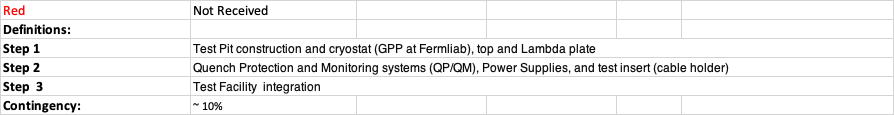 Red Not Received
Definitions:
Step 1 Test Pit construction and cryostat (GPP at Fermliab), top and Lambda plate
Step 2 Quench Protection and Monitoring systems (QP/QM), Power Supplies, and test insert (cable holder)
Step  3 Test Facility  integration
Contingency: ~ 10%